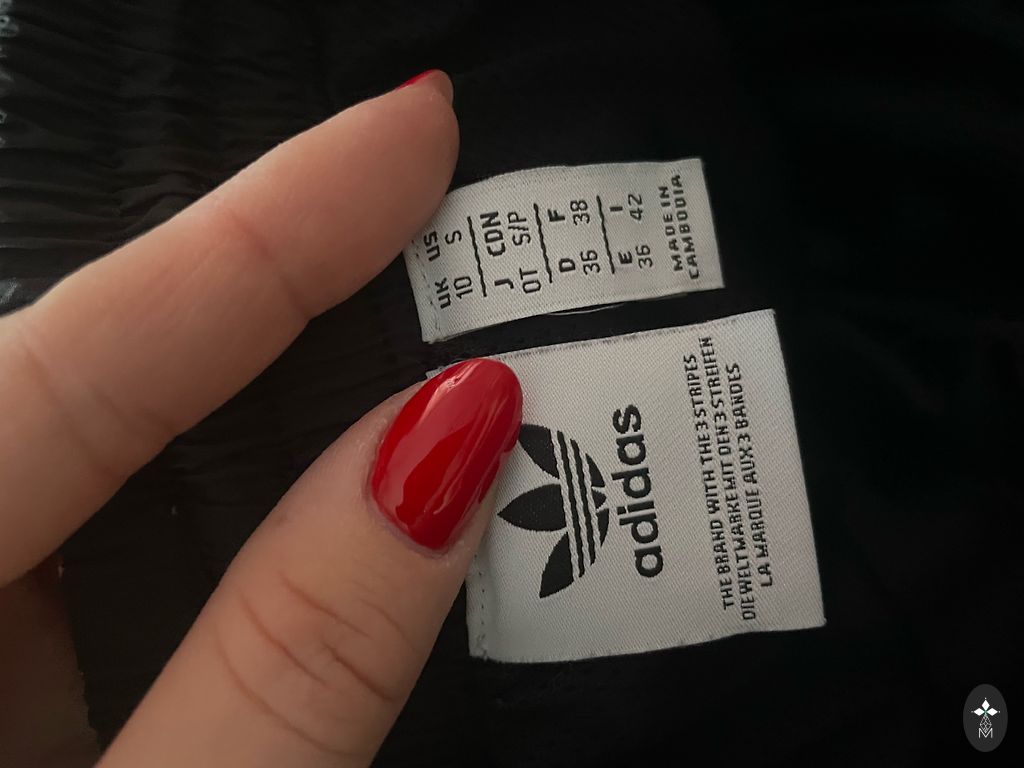 UK US
10 S
J CDN
OT S/P
D F
36 38
E I
36 42
MADE IN
CAMBODIA
adidas
THE BRAND WITH THE 3 STRIPES
DIE WELTMARKE MIT DEN 3 STREIFEN
LA MARQUE AUX 3 BANDES
M